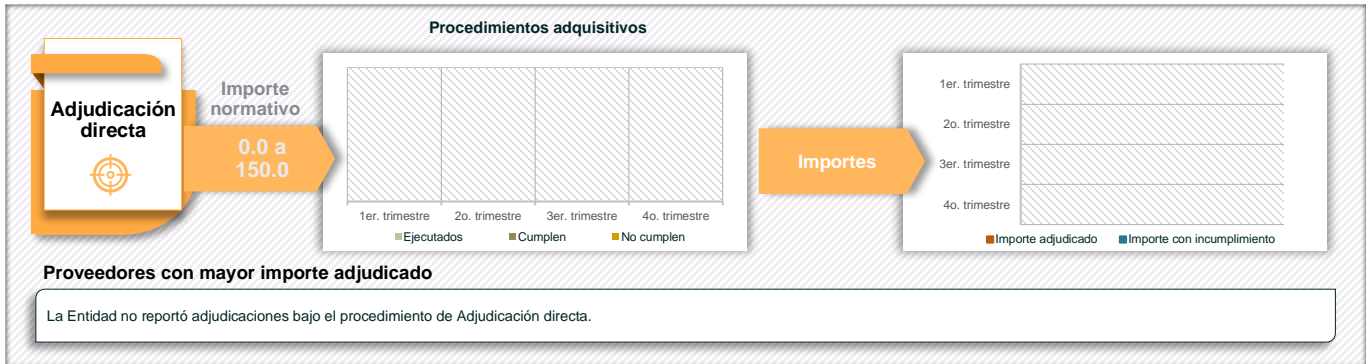 Procedimientos adquisitivos
Adjudicación
directa
Importe
normativo
0.0 a
150.0
1er. trimestre 2o. trimestre 3er. trimestre 4o. trimestre
Ejecutados Cumplen No cumplen
Importes
1er. trimestre
2o. trimestre
3er. trimestre
4o. trimestre
Importe adjudicado Importe con incumplimiento
Proveedores con mayor importe adjudicado
La Entidad no reportó adjudicaciones bajo el procedimiento de Adjudicación directa.